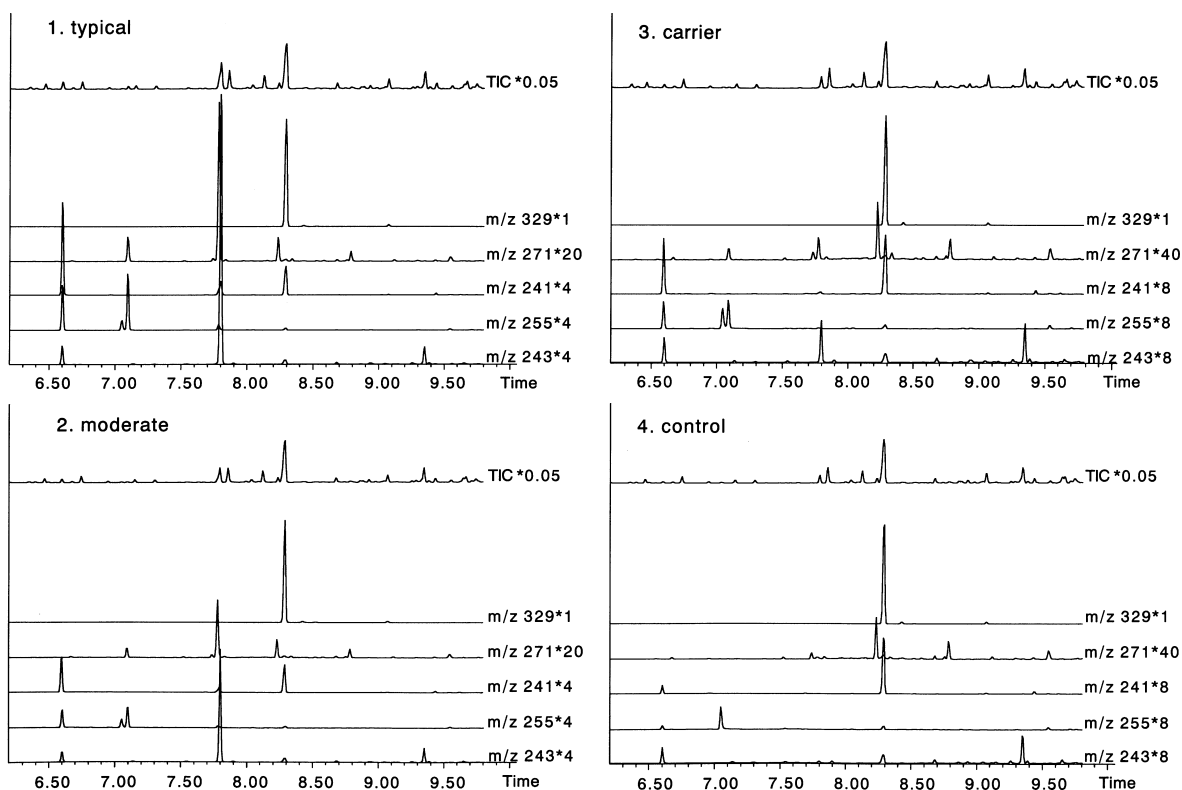 1. typical
TIC *0.05
m/z 329*1
m/z 271*20
m/z 241*4
m/z 255*4
m/z 243*4
6.50 7.00 7.50 8.00 8.50 9.00 9.50 Time
3. carrier
TIC *0.05
m/z 329*1
m/z 271*40
m/z 241*8
m/z 255*8
m/z 243*8
6.50 7.00 7.50 8.00 8.50 9.00 9.50 Time
2. moderate
TIC *0.05
m/z 329*1
m/z 271*20
m/z 241*4
m/z 255*4
m/z 243*4
6.50 7.00 7.50 8.00 8.50 9.00 9.50 Time
4. control
TIC *0.05
m/z 329*1
m/z 271*40
m/z 241*8
m/z 255*8
m/z 243*8
6.50 7.00 7.50 8.00 8.50 9.00 9.50 Time